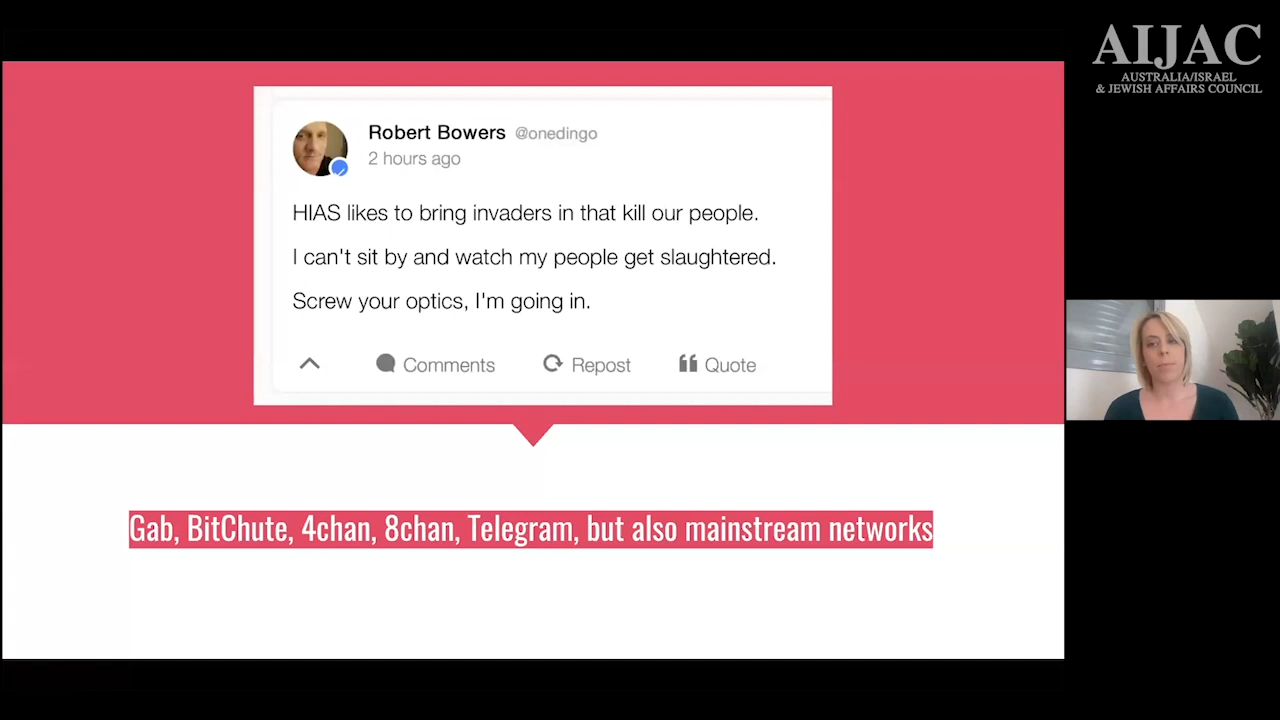 AIJAC
AUSTRALIA/ISRAEL
& JEWISH AFFAIRS COUNCIL
Robert Bowers @onedingo
2 hours ago
HIAS likes to bring invaders in that kill our people.
I can't sit by and watch my people get slaughtered.
Screw your optics, I'm going in.
Comments Repost Quote
Gab, BitChute, 4chan, 8chan, Telegram, but also mainstream networks